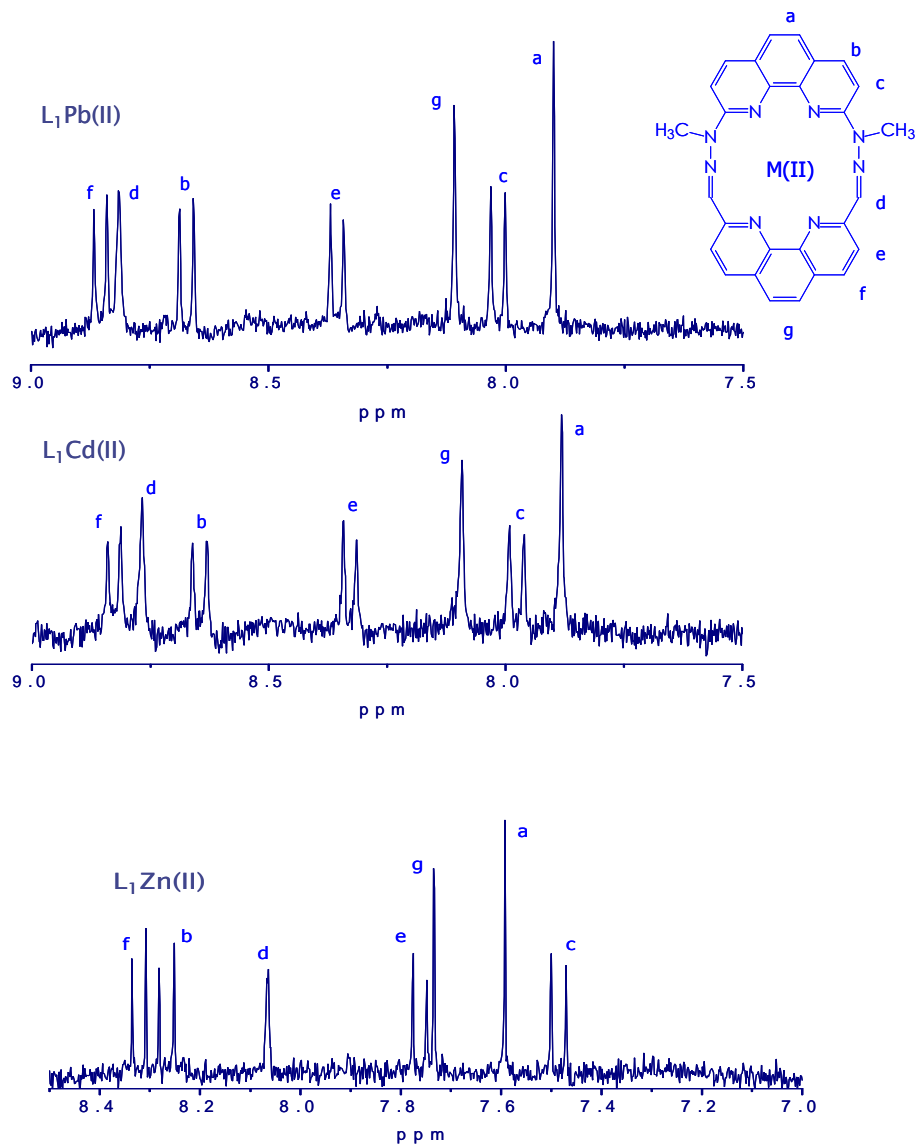 a
b
c
H₃C
N
N
N
N
CH₃
N
M(II)
N
d
N
N
e
f
g
L₁Pb(II)
f
d
b
e
g
c
a
9.0
8.5
8.0
7.5
ppm
L₁Cd(II)
f
d
b
e
g
c
a
9.0
8.5
8.0
7.5
ppm
L₁Zn(II)
f
b
d
e
g
a
c
8.4
8.2
8.0
7.8
7.6
7.4
7.2
7.0
ppm